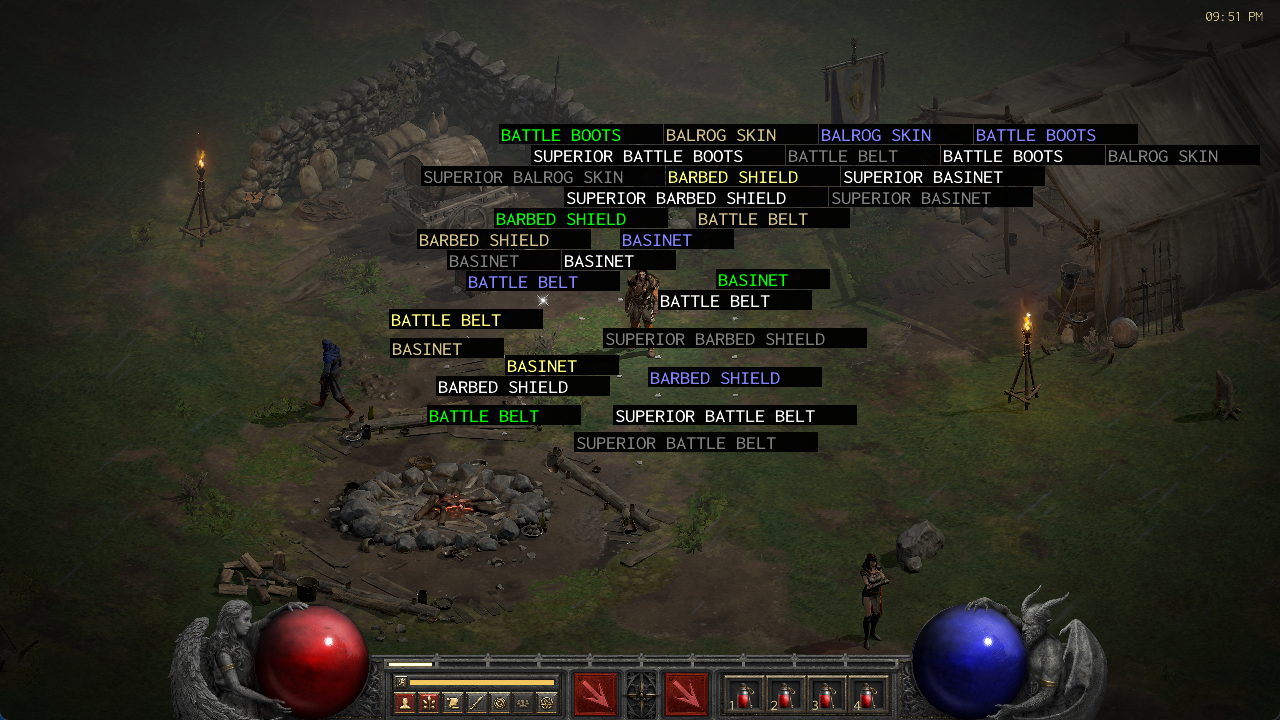 09:51 PM
BATTLE BOOTS BALROG SKIN BALROG SKIN BATTLE BOOTS
SUPERIOR BATTLE BOOTS BATTLE BELT BATTLE BOOTS BALROG SKIN
SUPERIOR BALROG SKIN BARBED SHIELD SUPERIOR BASINET
SUPERIOR BARBED SHIELD SUPERIOR BASINET
BARBED SHIELD BATTLE BELT
BARBED SHIELD BASINET
BASINET BASINET
BATTLE BELT BASINET
BATTLE BELT
BATTLE BELT
SUPERIOR BARBED SHIELD
BASINET
BASINET
BARBED SHIELD BARBED SHIELD
BATTLE BELT SUPERIOR BATTLE BELT
SUPERIOR BATTLE BELT
1 2 3 4